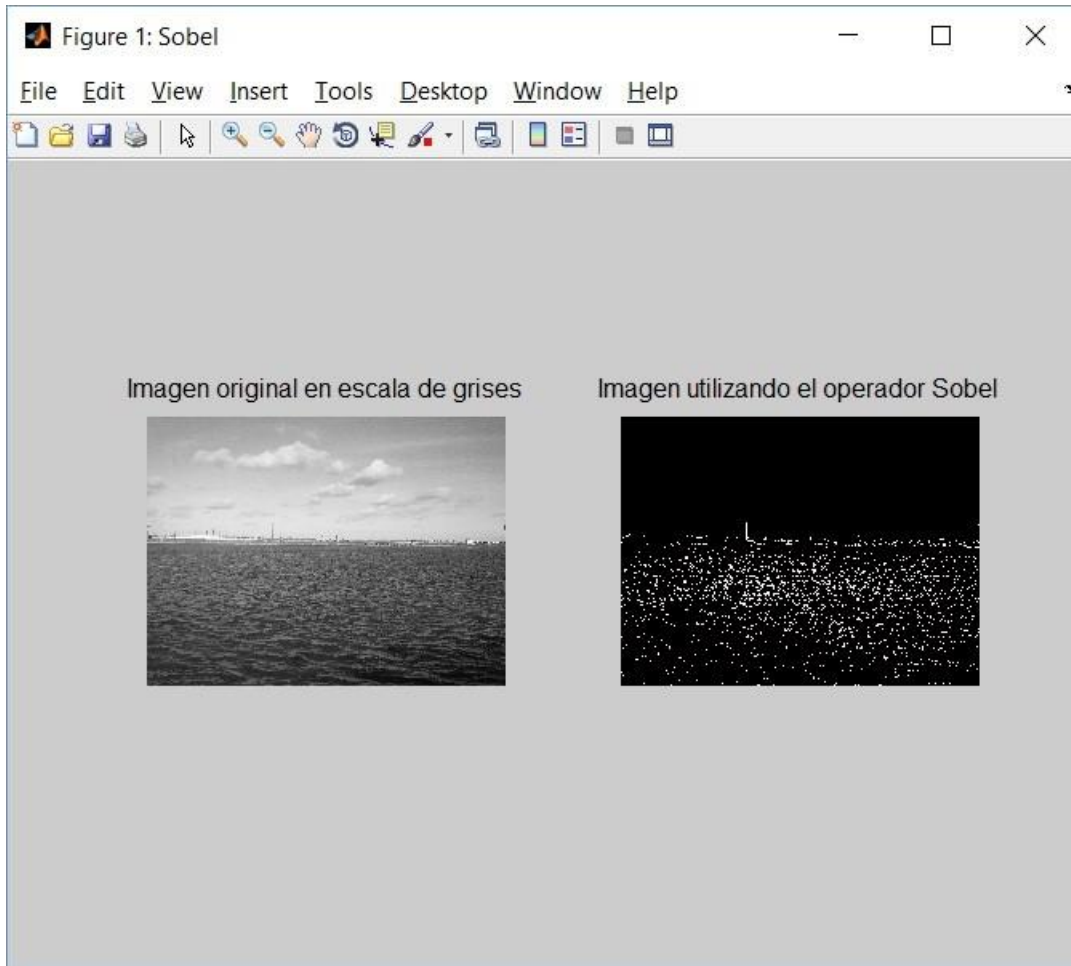 Figure 1: Sobel
File Edit View Insert Tools Desktop Window Help
Imagen original en escala de grises
Imagen utilizando el operador Sobel